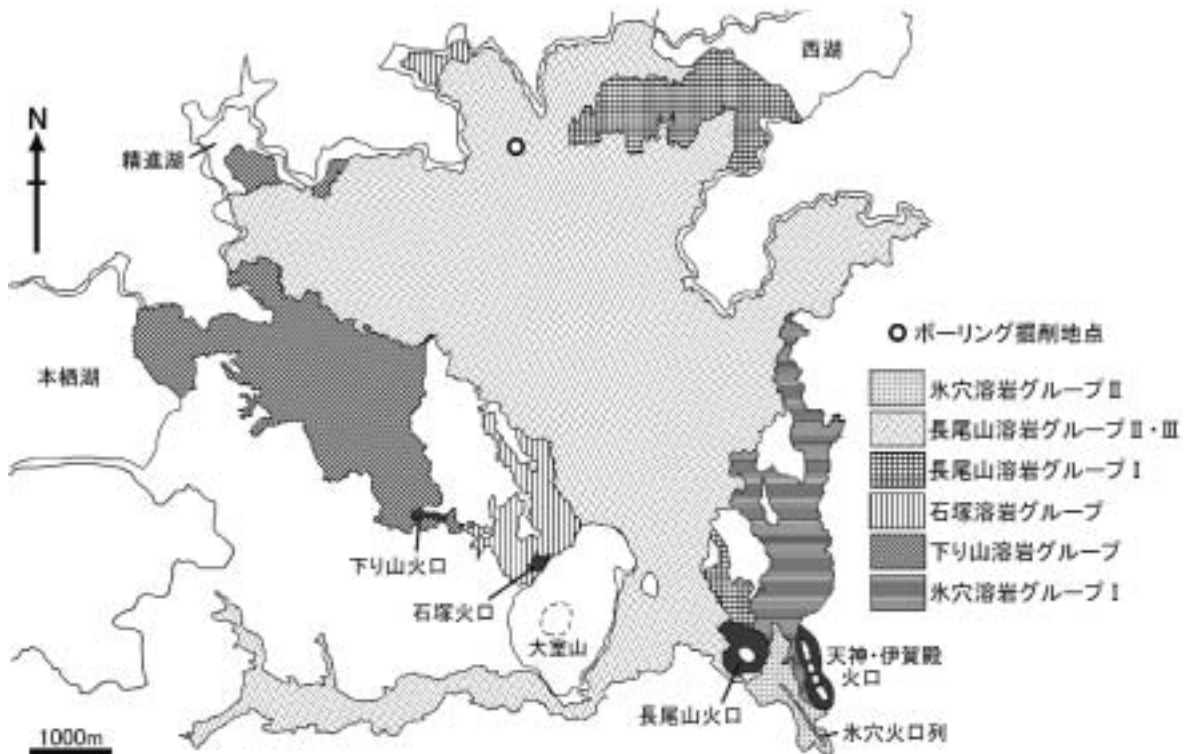 西湖
N
精進湖
本栖湖
ボーリング掘削地点
氷穴溶岩グループⅡ
長尾山溶岩グループⅡ・Ⅲ
長尾山溶岩グループⅠ
石塚溶岩グループ
下り山溶岩グループ
氷穴溶岩グループⅠ
下り山火口
石塚火口
大室山
天神・伊賀殿
火口
長尾山火口
氷穴火口列
1000m